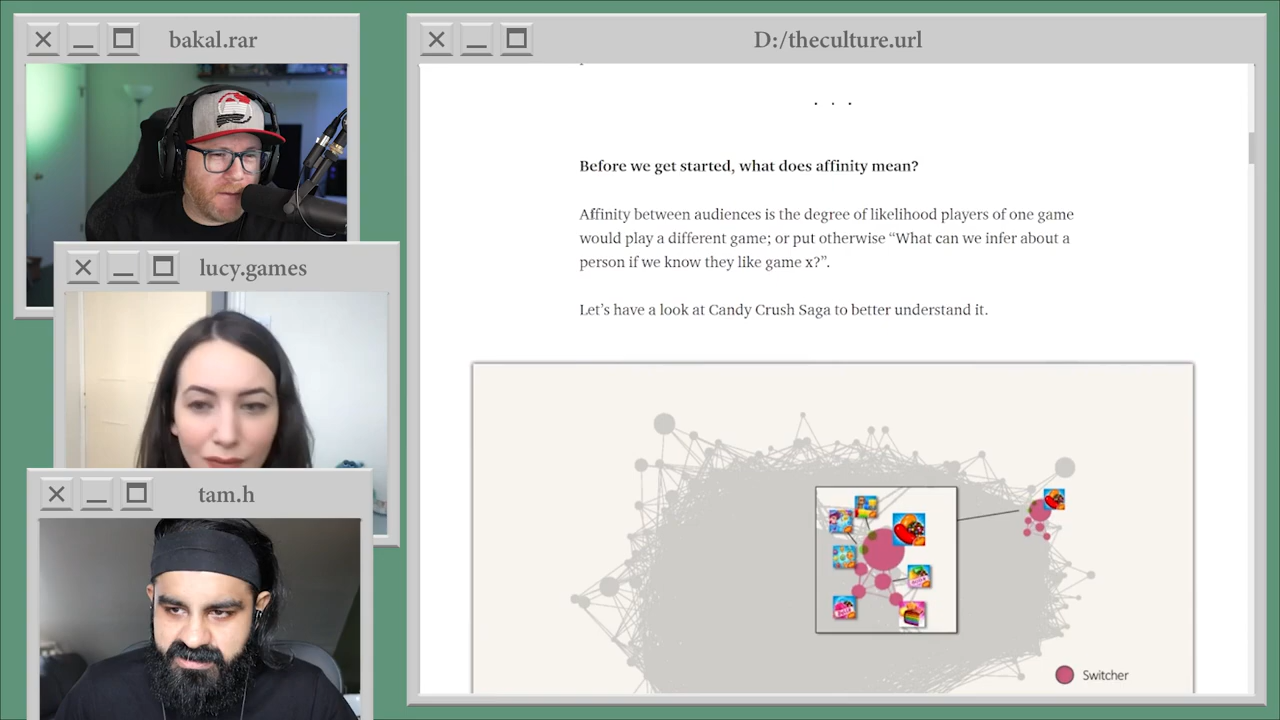 bakal.rar
lucy.games
tam.h
D:/theculture.url
. . .
Before we get started, what does affinity mean?
Affinity between audiences is the degree of likelihood players of one game
would play a different game; or put otherwise “What can we infer about a
person if we know they like game x?”.
Let’s have a look at Candy Crush Saga to better understand it.
Switcher